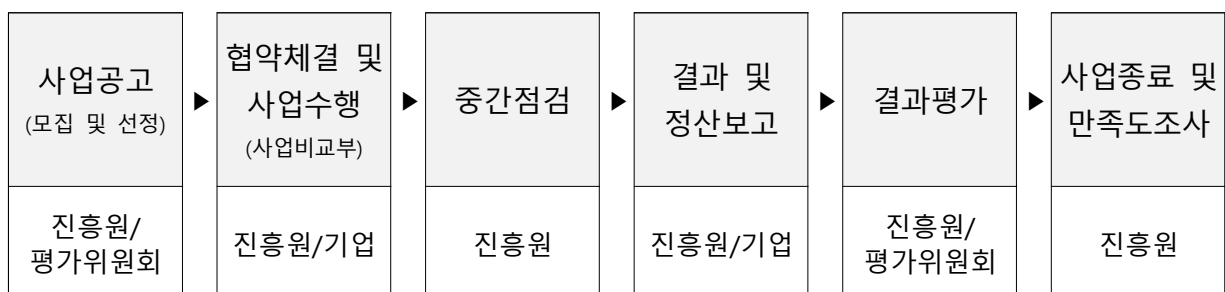 사업공고
(모집 및 선정)
▶
협약체결 및
사업수행
(사업비교부)
▶
중간점검
▶
결과 및
정산보고
▶
결과평가
▶
사업종료 및
만족도조사
진흥원/
평가위원회
진흥원/기업
진흥원
진흥원/기업
진흥원/
평가위원회
진흥원